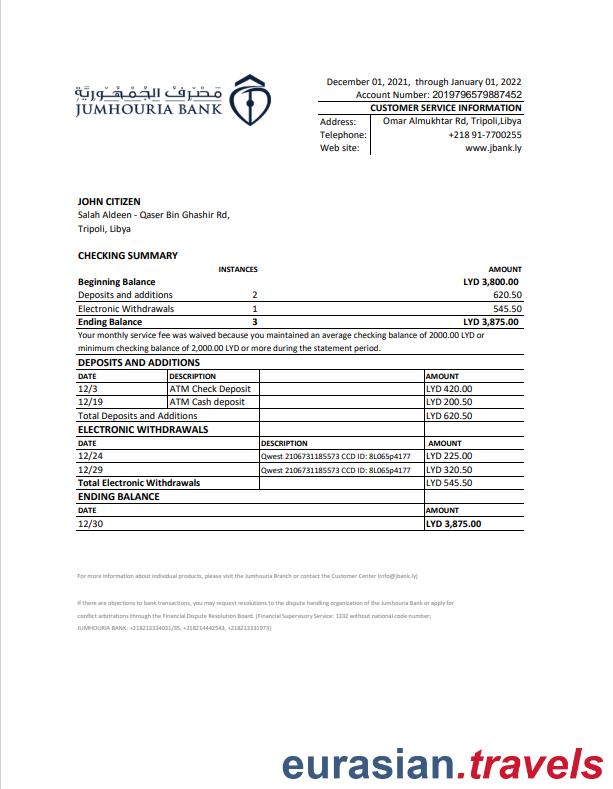 December 01, 2021, through January 01, 2022
Account Number: 2019796579887452
مصرف الجمهورية
JUMHOURIA BANK
CUSTOMER SERVICE INFORMATION
Address: Omar Almukhtar Rd, Tripoli,Libya
Telephone: +218 91-7700255
Web site: www.jbank.ly
JOHN CITIZEN
Salah Aldeen - Qaser Bin Ghashir Rd,
Tripoli, Libya
CHECKING SUMMARY
INSTANCES AMOUNT
Beginning Balance LYD 3,800.00
Deposits and additions 2 620.50
Electronic Withdrawals 1 545.50
Ending Balance 3 LYD 3,875.00
Your monthly service fee was waived because you maintained an average checking balance of 2000.00 LYD or
minimum checking balance of 2,000.00 LYD or more during the statement period.
DEPOSITS AND ADDITIONS
DATE DESCRIPTION AMOUNT
12/3 ATM Check Deposit LYD 420.00
12/19 ATM Cash deposit LYD 200.50
Total Deposits and Additions LYD 620.50
ELECTRONIC WITHDRAWALS
DATE DESCRIPTION AMOUNT
12/24 Qwest 2106731185573 CCD ID: 8L065p4177 LYD 225.00
12/29 Qwest 2106731185573 CCD ID: 8L065p4177 LYD 320.50
Total Electronic Withdrawals LYD 545.50
ENDING BALANCE
DATE AMOUNT
12/30 LYD 3,875.00
For more information about individual products, please visit the Jumhouria Branch or contact the Customer Center (info@jbank.ly)
If there are objections to bank transactions, you may request resolutions to the dispute handling organization of the Jumhouria Bank or apply for
conflict arbitrations through the Financial Dispute Resolution Board. (Financial Supervisory Service: 1332 without national code number;
JUMHOURIA BANK: +218213334031/35, +218214442543, +218213331973)
eurasian.travels